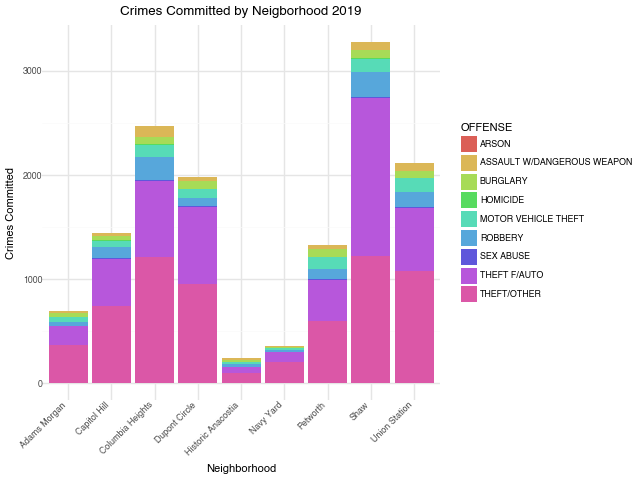 Crimes Committed by Neigborhood 2019
Crimes Committed
3000
2000
1000
0
Adams Morgan
Capitol Hill
Columbia Heights
Dupont Circle
Historic Anacostia
Navy Yard
Petworth
Shaw
Union Station
Neighborhood
OFFENSE
ARSON
ASSAULT W/DANGEROUS WEAPON
BURGLARY
HOMICIDE
MOTOR VEHICLE THEFT
ROBBERY
SEX ABUSE
THEFT F/AUTO
THEFT/OTHER